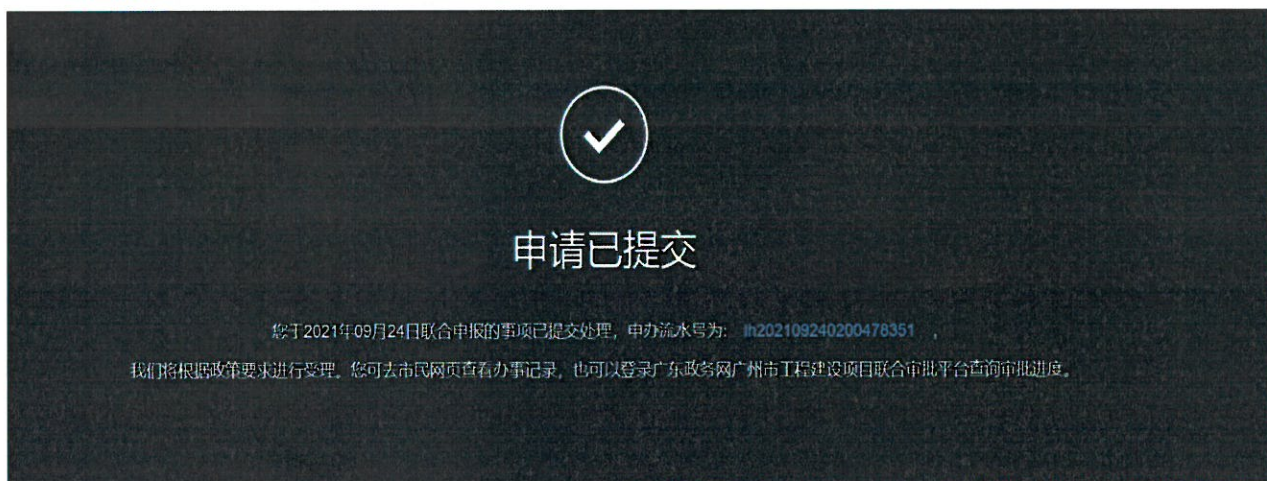 申请已提交
您于2021年09月24日联合申报的事项已提交处理，申办流水号为： lh202109240200478351 ，
我们将根据政策要求进行受理。您可去市民网页查看办事记录，也可以登录广东政务网广州市工程建设项目联合审批平台查询审批进度。